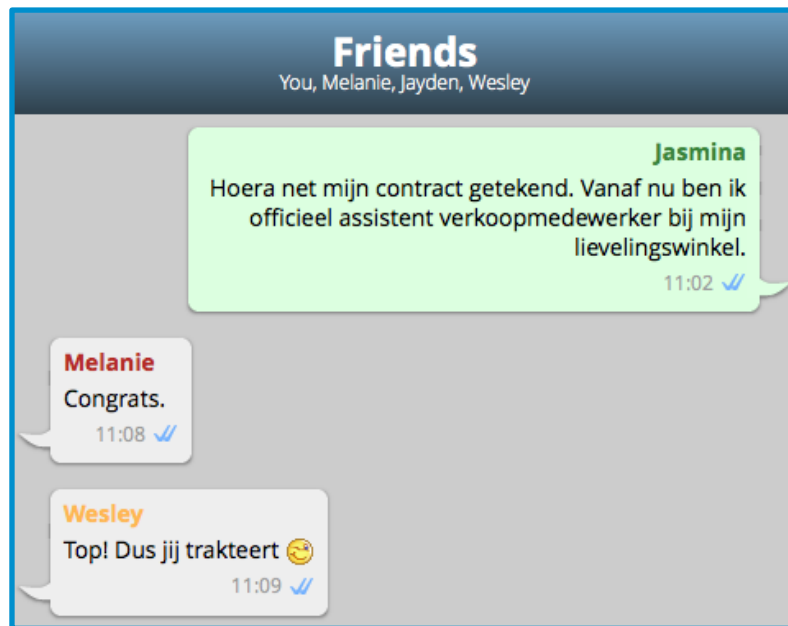 Friends
You, Melanie, Jayden, Wesley
Jasmina
Hoera net mijn contract getekend. Vanaf nu ben ik
officieel assistent verkoopmedewerker bij mijn
lievelingswinkel.
11:02
Melanie
Congrats.
11:08
Wesley
Top! Dus jij trakteert
11:09